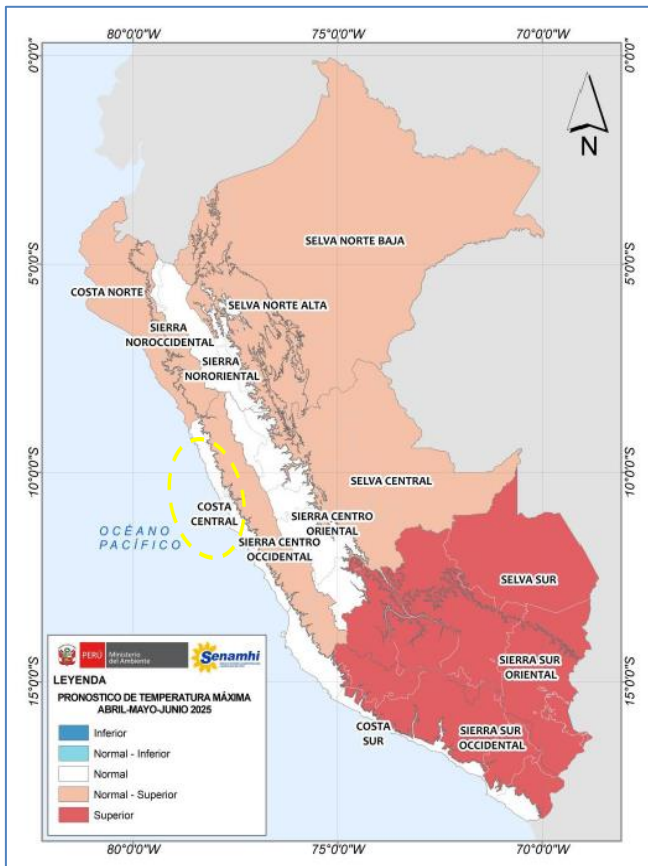 80°0'0"W
75°0'0"W
70°0'0"W
0°0'0"
0°0'0"
N
SELVA NORTE BAJA
5°0'0"S
5°0'0"S
COSTA NORTE
SELVA NORTE ALTA
SIERRA
NOROCCIDENTAL
SIERRA
NORORIENTAL
10°0'0"S
10°0'0"S
SELVA CENTRAL
COSTA
CENTRAL
SIERRA CENTRO
ORIENTAL
OCÉANO
PACÍFICO
SIERRA CENTRO
OCCIDENTAL
SELVA SUR
SIERRA SUR
ORIENTAL
15°0'0"S
15°0'0"S
COSTA
SUR
SIERRA SUR
OCCIDENTAL
PERÚ
Ministerio
del Ambiente
Senamhi
LEYENDA
PRONOSTICO DE TEMPERATURA MÁXIMA
ABRIL-MAYO-JUNIO 2025
Inferior
Normal - Inferior
Normal
Normal - Superior
Superior
80°0'0"W
75°0'0"W
70°0'0"W